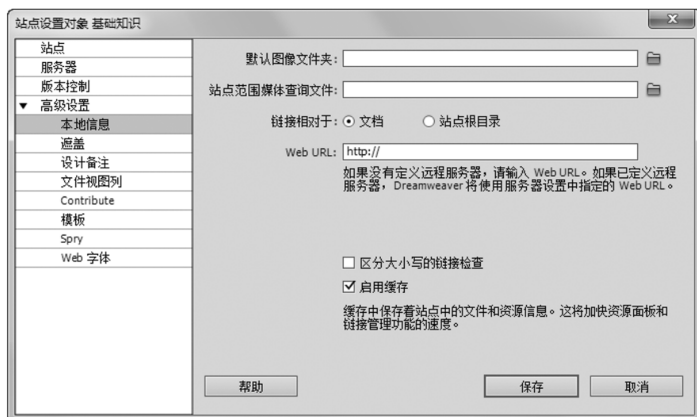 站点设置对象 基础知识
站点
服务器
版本控制
高级设置
本地信息
遮盖
设计备注
文件视图列
Contribute
模板
Spry
Web 字体
默认图像文件夹:
站点范围媒体查询文件:
链接相对于: 文档 站点根目录
Web URL: http://
如果没有定义远程服务器，请输入 Web URL。如果已定义远程
服务器，Dreamweaver 将使用服务器设置中指定的 Web URL。
区分大小写的链接检查
启用缓存
缓存中保存着站点中的文件和资源信息。这将加快资源面板和
链接管理功能的速度。
帮助 保存 取消